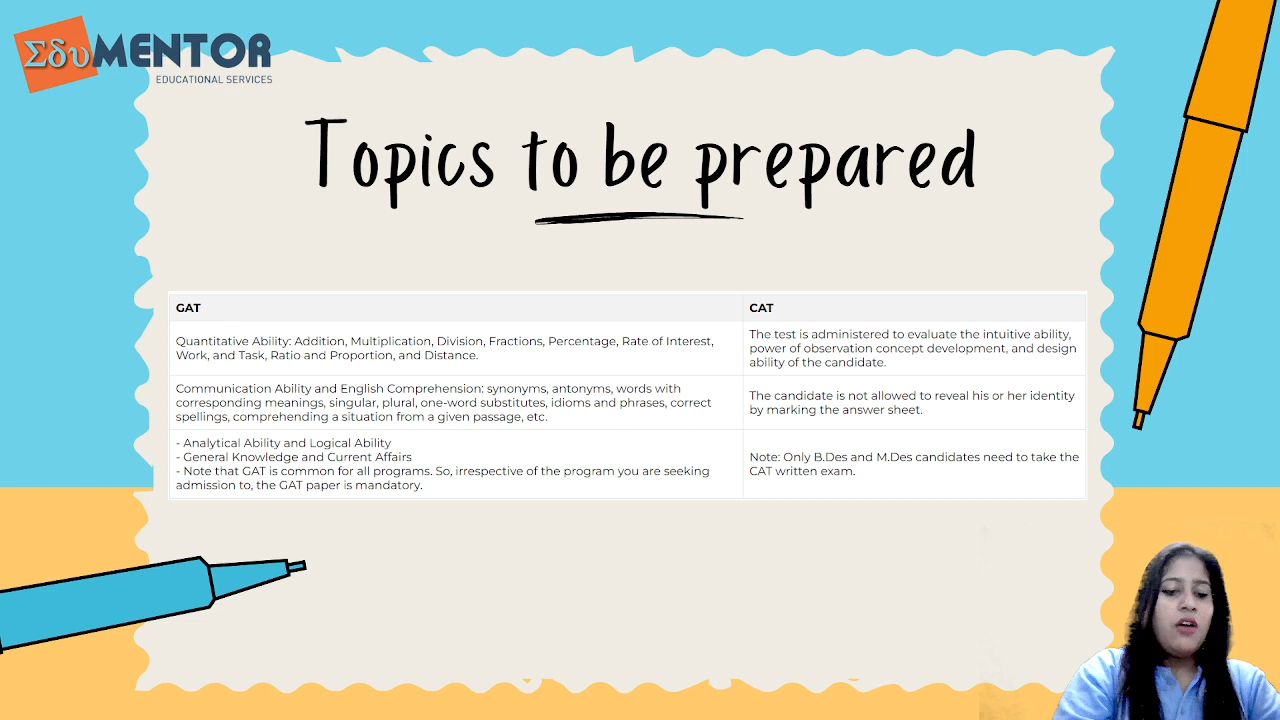 ΣδυMENTOR
EDUCATIONAL SERVICES
Topics to be prepared
GAT
CAT
Quantitative Ability: Addition, Multiplication, Division, Fractions, Percentage, Rate of Interest,
Work, and Task, Ratio and Proportion, and Distance.
The test is administered to evaluate the intuitive ability,
power of observation concept development, and design
ability of the candidate.
Communication Ability and English Comprehension: synonyms, antonyms, words with
corresponding meanings, singular, plural, one-word substitutes, idioms and phrases, correct
spellings, comprehending a situation from a given passage, etc.
The candidate is not allowed to reveal his or her identity
by marking the answer sheet.
- Analytical Ability and Logical Ability
- General Knowledge and Current Affairs
- Note that GAT is common for all programs. So, irrespective of the program you are seeking
admission to, the GAT paper is mandatory.
Note: Only B.Des and M.Des candidates need to take the
CAT written exam.